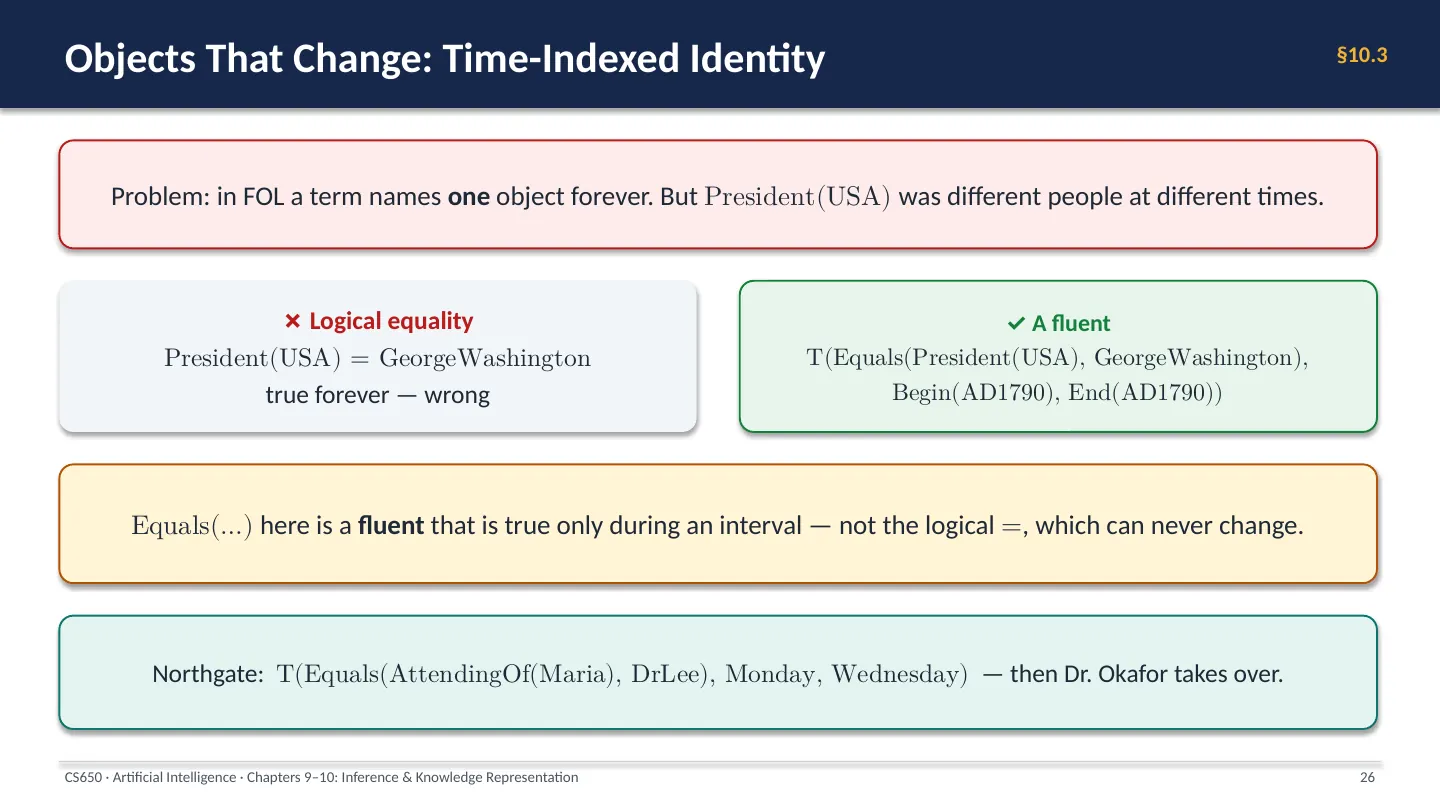 Objects That Change: Time-Indexed Identity
§10.3
Problem: in FOL a term names one object forever. But President(USA) was different people at different times.
✗ Logical equality
President(USA) = GeorgeWashington
true forever — wrong
✓ A fluent
T(Equals(President(USA), GeorgeWashington),
Begin(AD1790), End(AD1790))
Equals(...) here is a fluent that is true only during an interval — not the logical =, which can never change.
Northgate: T(Equals(AttendingOf(Maria), DrLee), Monday, Wednesday) — then Dr. Okafor takes over.
CS650 · Artificial Intelligence · Chapters 9–10: Inference & Knowledge Representation
26